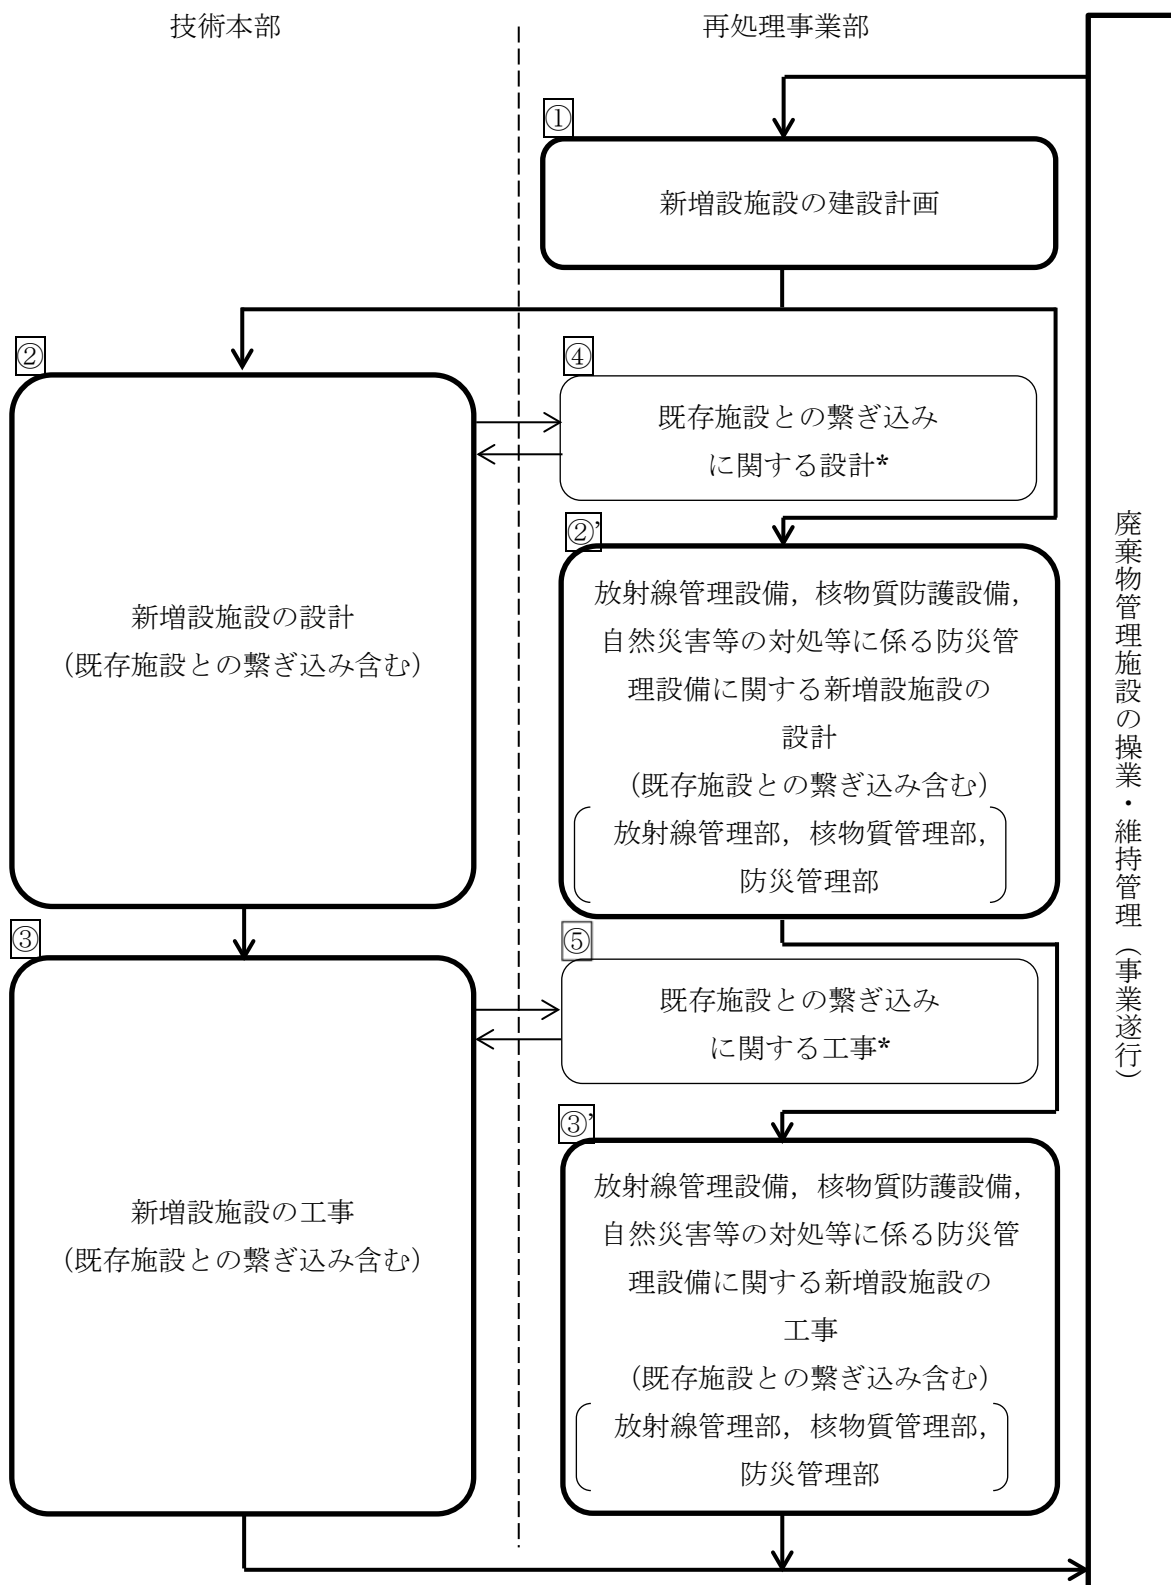 技術本部
再処理事業部
①
新増設施設の建設計画
②
新増設施設の設計
(既存施設との繋ぎ込み含む)
④
既存施設との繋ぎ込み
に関する設計*
②’
放射線管理設備，核物質防護設備，
自然災害等の対処等に係る防災管
理設備に関する新増設施設の
設計
(既存施設との繋ぎ込み含む)
放射線管理部，核物質管理部，
防災管理部
③
新増設施設の工事
(既存施設との繋ぎ込み含む)
⑤
既存施設との繋ぎ込み
に関する工事*
③’
放射線管理設備，核物質防護設備，
自然災害等の対処等に係る防災管
理設備に関する新増設施設の
工事
(既存施設との繋ぎ込み含む)
放射線管理部，核物質管理部，
防災管理部
廃棄物管理施設の操業・維持管理（事業遂行）